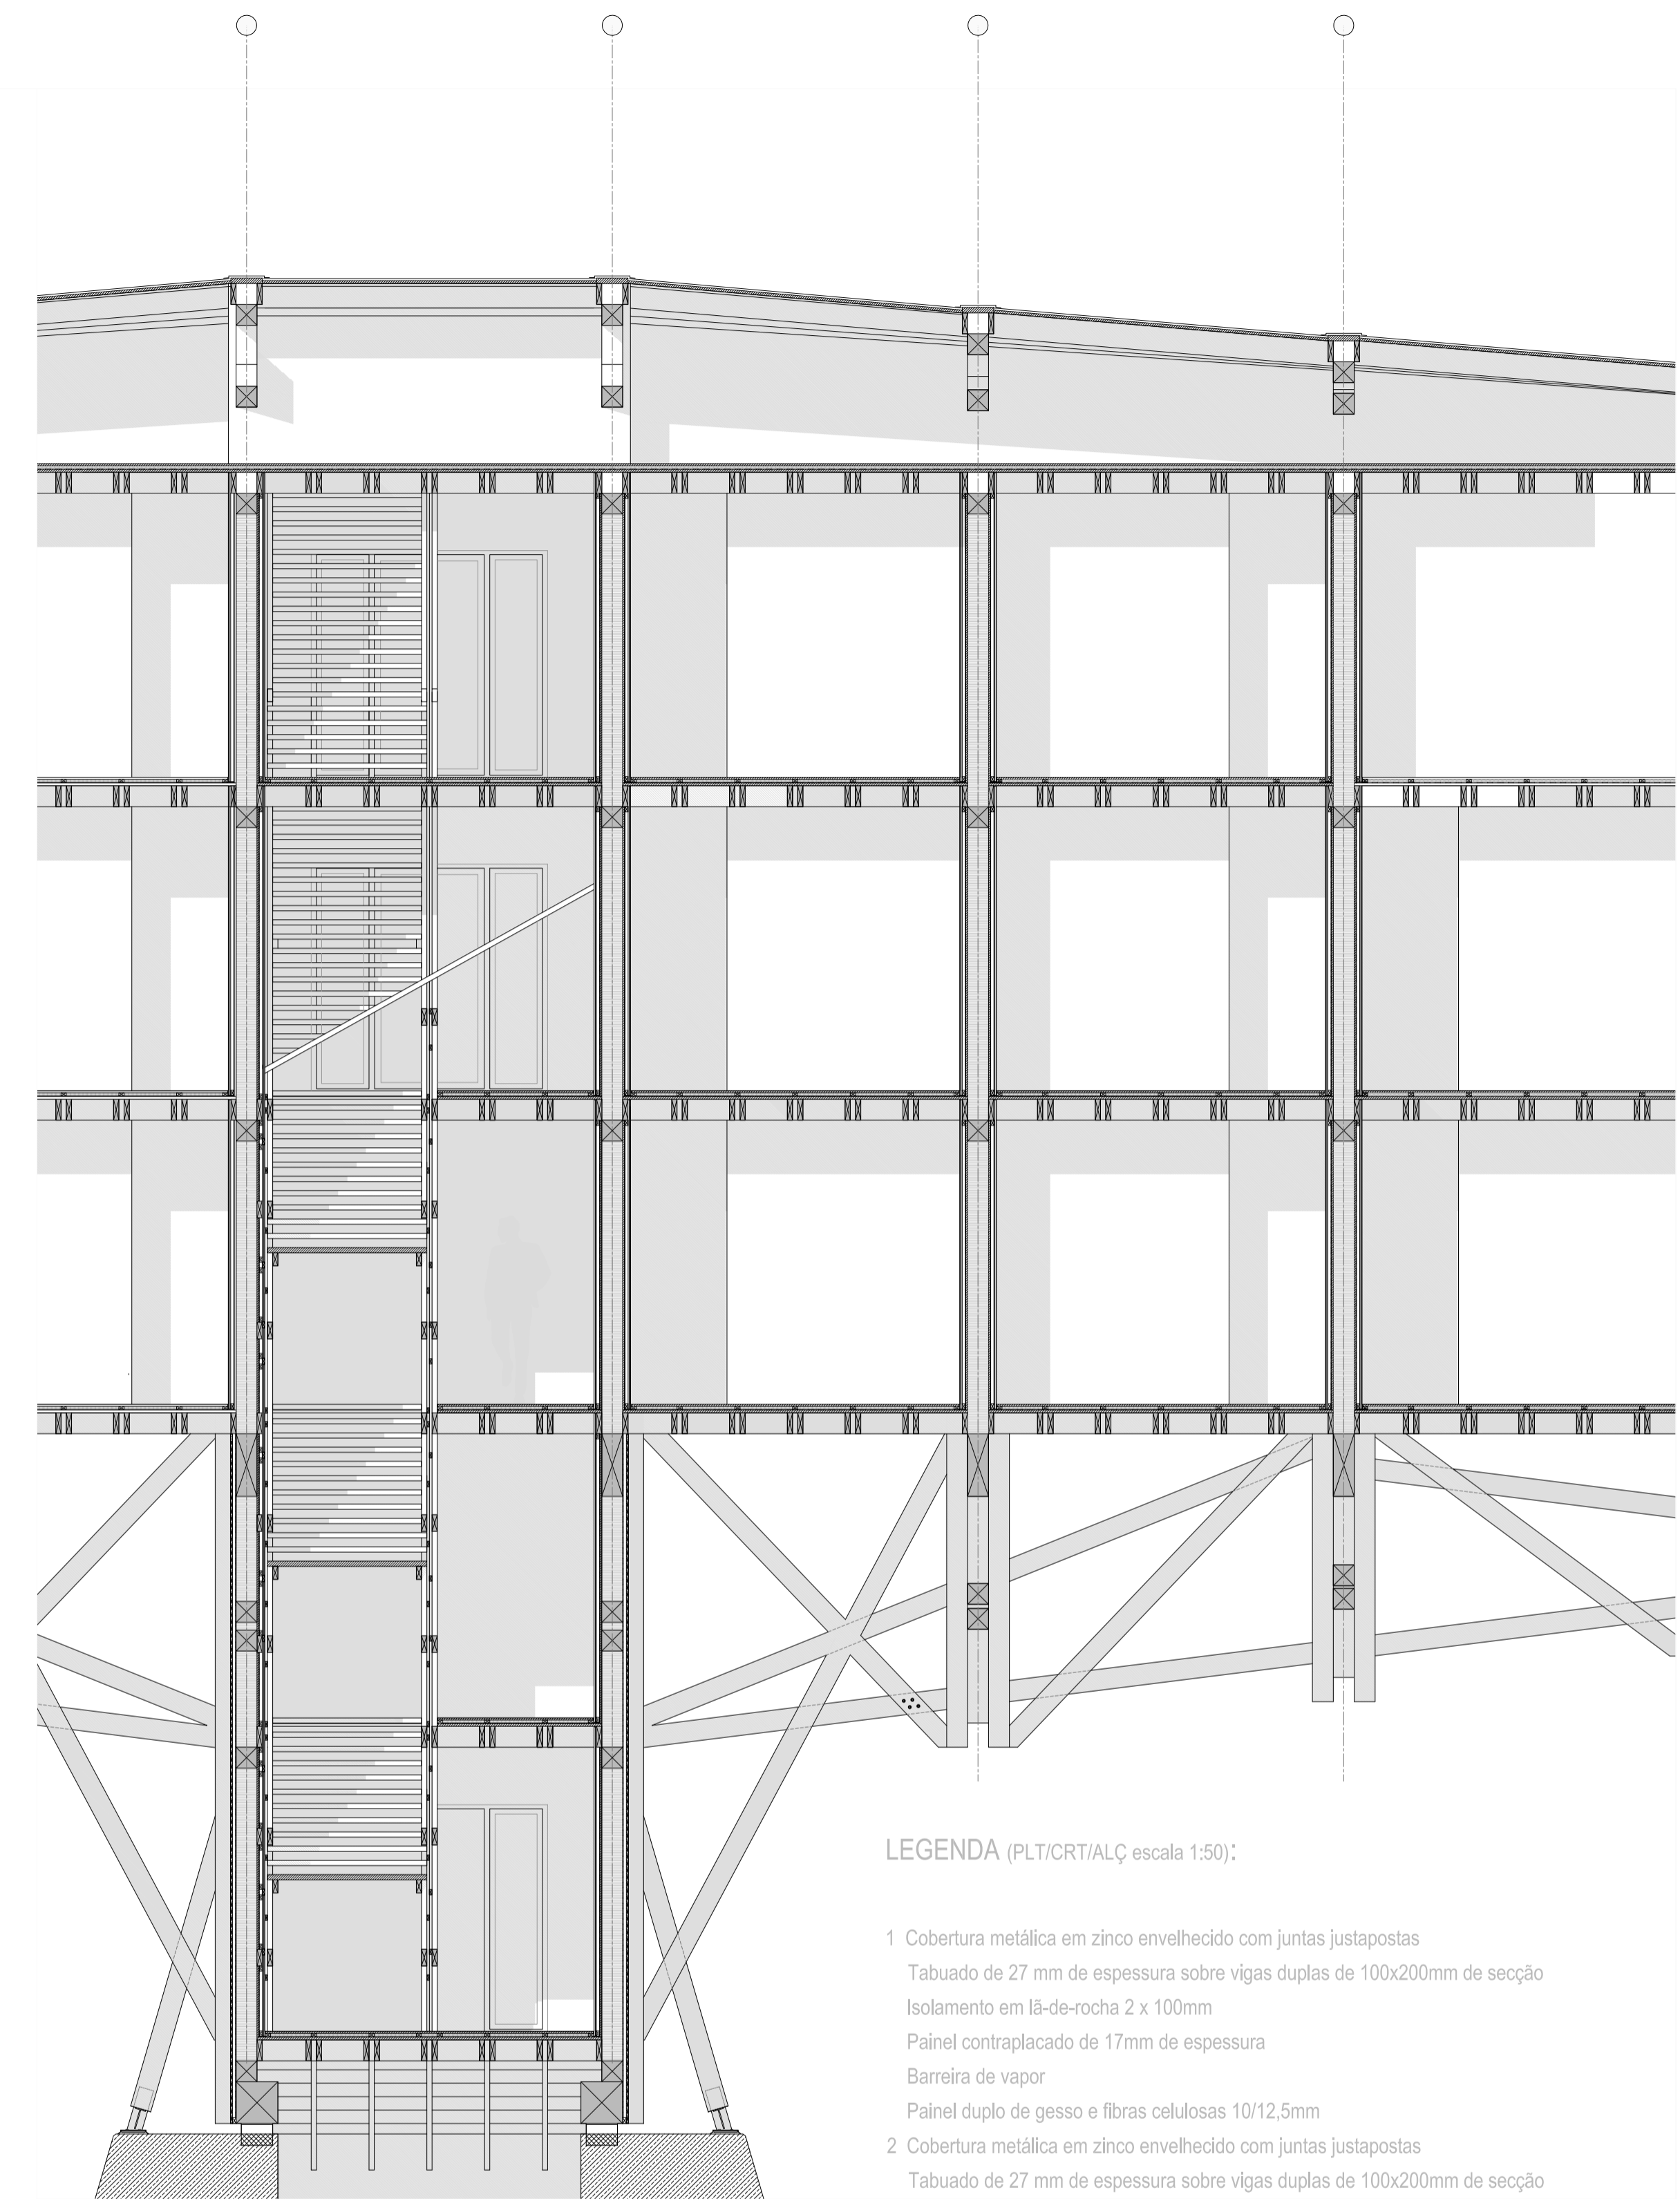 LEGENDA (PLT/CRT/ALÇ escala 1:50):
1 Cobertura metálica em zinco envelhecido com juntas justapostas
Tabuado de 27 mm de espessura sobre vigas duplas de 100x200mm de secção
Isolamento em lã-de-rocha 2 x 100mm
Painel contraplacado de 17mm de espessura
Barreira de vapor
Painel duplo de gesso e fibras celulosas 10/12,5mm
2 Cobertura metálica em zinco envelhecido com juntas justapostas
Tabuado de 27 mm de espessura sobre vigas duplas de 100x200mm de secção